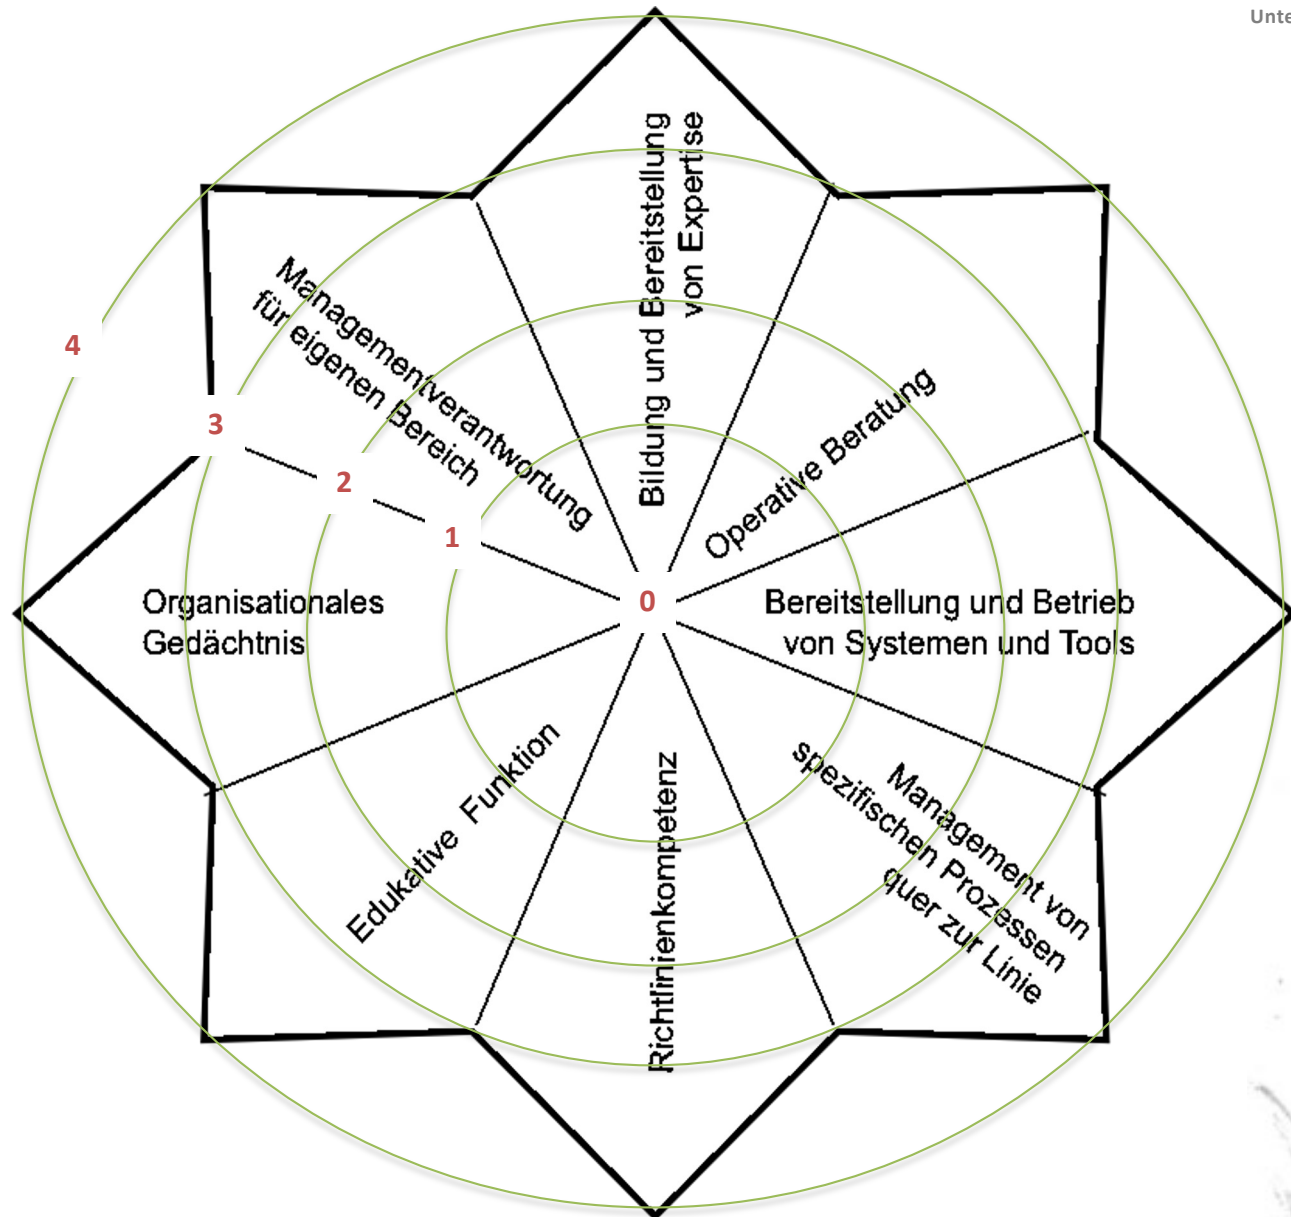 Unte
Bildung und Bereitstellung
von Expertise
Managementverantwortung
für eigenen Bereich
Operative Beratung
4
3
2
1
0
Organisationales
Gedächtnis
Bereitstellung und Betrieb
von Systemen und Tools
Edukative Funktion
Richtlinienkompetenz
Management von
spezifischen Prozessen
quer zur Linie